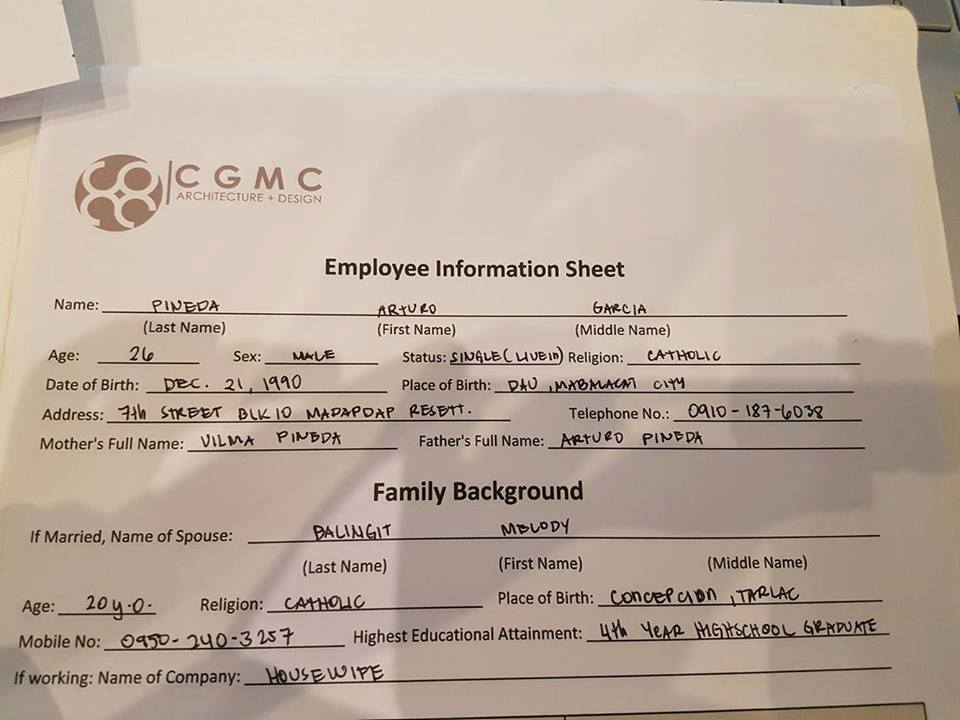 CGMC
ARCHITECTURE + DESIGN
Employee Information Sheet
Name: PINEDA ARTURO GARCIA
(Last Name) (First Name) (Middle Name)
Age: 26 Sex: MALE Status: SINGLE (LIVE IN) Religion: CATHOLIC
Date of Birth: DEC. 21, 1990 Place of Birth: DAU, MABALACAT CITY
Address: 7th STREET BLK 10 MADAPDAP RESETT. Telephone No.: 0910-187-6038
Mother's Full Name: VILMA PINEDA Father's Full Name: ARTURO PINEDA
Family Background
If Married, Name of Spouse: BALINGIT MELODY
(Last Name) (First Name) (Middle Name)
Age: 20 y.o. Religion: CATHOLIC Place of Birth: CONCEPCION, TARLAC
Mobile No: 0950-240-3257 Highest Educational Attainment: 4th YEAR HIGHSCHOOL GRADUATE
If working: Name of Company: HOUSEWIFE